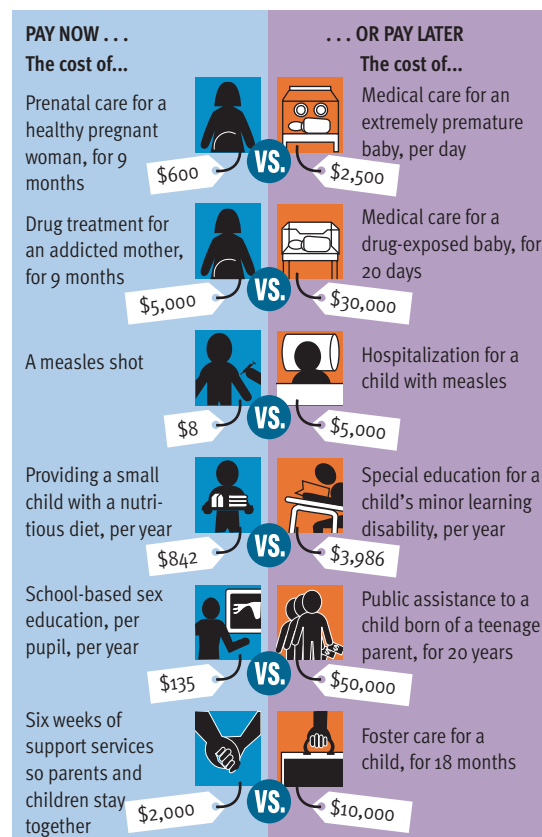 PAY NOW . . .
The cost of...
. . . OR PAY LATER
The cost of...
Prenatal care for a
healthy pregnant
woman, for 9
months
$600
VS.
Medical care for an
extremely premature
baby, per day
$2,500
Drug treatment for
an addicted mother,
for 9 months
$5,000
VS.
Medical care for a
drug-exposed baby, for
20 days
$30,000
A measles shot
$8
VS.
Hospitalization for a
child with measles
$5,000
Providing a small
child with a nutri-
tious diet, per year
$842
VS.
Special education for a
child’s minor learning
disability, per year
$3,986
School-based sex
education, per
pupil, per year
$135
VS.
Public assistance to a
child born of a teenage
parent, for 20 years
$50,000
Six weeks of
support services
so parents and
children stay
together
$2,000
VS.
Foster care for a
child, for 18 months
$10,000